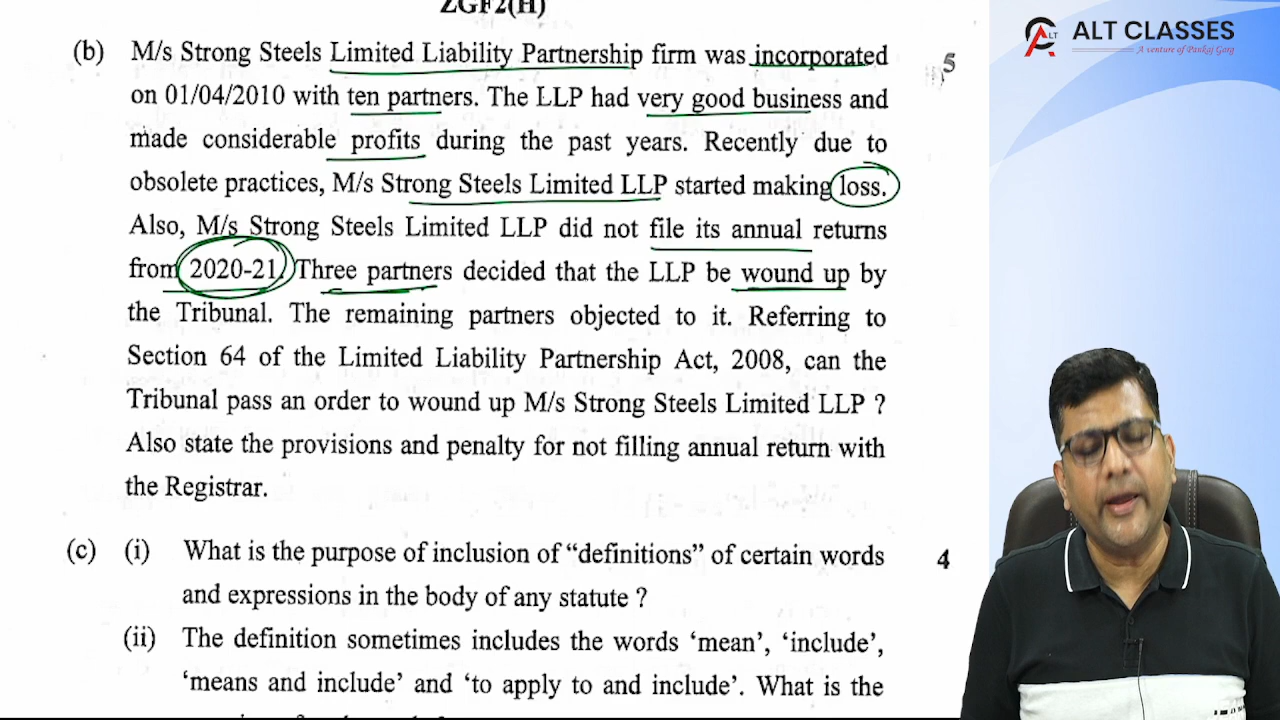 ZGF2(H)
ALT CLASSES
A venture of Pankaj Garg
(b) M/s Strong Steels Limited Liability Partnership firm was incorporated 5
on 01/04/2010 with ten partners. The LLP had very good business and
made considerable profits during the past years. Recently due to
obsolete practices, M/s Strong Steels Limited LLP started making loss.
Also, M/s Strong Steels Limited LLP did not file its annual returns
from 2020-21. Three partners decided that the LLP be wound up by
the Tribunal. The remaining partners objected to it. Referring to
Section 64 of the Limited Liability Partnership Act, 2008, can the
Tribunal pass an order to wound up M/s Strong Steels Limited LLP ?
Also state the provisions and penalty for not filling annual return with
the Registrar.
(c) (i) What is the purpose of inclusion of “definitions” of certain words 4
and expressions in the body of any statute ?
(ii) The definition sometimes includes the words ‘mean’, ‘include’,
‘means and include’ and ‘to apply to and include’. What is the